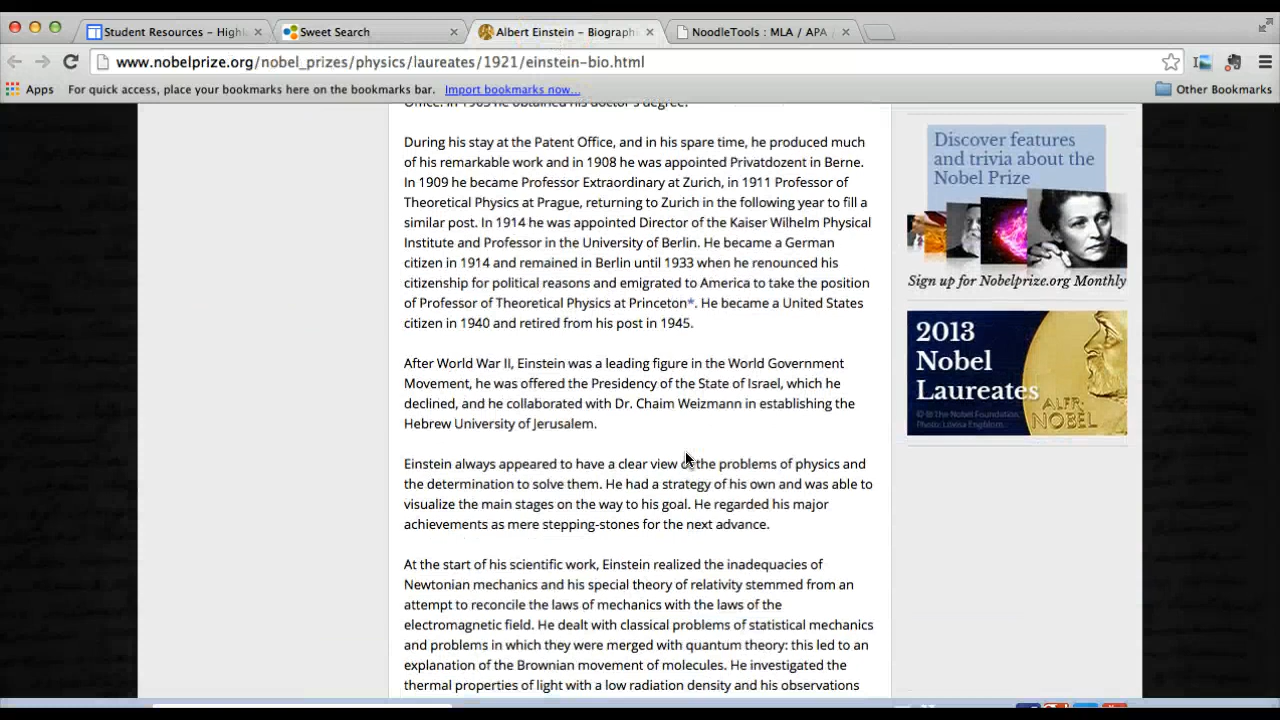 Student Resources – Highl
Sweet Search
Albert Einstein – Biograph
NoodleTools : MLA / APA
www.nobelprize.org/nobel_prizes/physics/laureates/1921/einstein-bio.html
Apps
For quick access, place your bookmarks here on the bookmarks bar.
Import bookmarks now...
Other Bookmarks
Office. In 1905 he obtained his doctor's degree.
During his stay at the Patent Office, and in his spare time, he produced much
of his remarkable work and in 1908 he was appointed Privatdozent in Berne.
In 1909 he became Professor Extraordinary at Zurich, in 1911 Professor of
Theoretical Physics at Prague, returning to Zurich in the following year to fill a
similar post. In 1914 he was appointed Director of the Kaiser Wilhelm Physical
Institute and Professor in the University of Berlin. He became a German
citizen in 1914 and remained in Berlin until 1933 when he renounced his
citizenship for political reasons and emigrated to America to take the position
of Professor of Theoretical Physics at Princeton*. He became a United States
citizen in 1940 and retired from his post in 1945.
After World War II, Einstein was a leading figure in the World Government
Movement, he was offered the Presidency of the State of Israel, which he
declined, and he collaborated with Dr. Chaim Weizmann in establishing the
Hebrew University of Jerusalem.
Einstein always appeared to have a clear view of the problems of physics and
the determination to solve them. He had a strategy of his own and was able to
visualize the main stages on the way to his goal. He regarded his major
achievements as mere stepping-stones for the next advance.
At the start of his scientific work, Einstein realized the inadequacies of
Newtonian mechanics and his special theory of relativity stemmed from an
attempt to reconcile the laws of mechanics with the laws of the
electromagnetic field. He dealt with classical problems of statistical mechanics
and problems in which they were merged with quantum theory: this led to an
explanation of the Brownian movement of molecules. He investigated the
thermal properties of light with a low radiation density and his observations
Discover features
and trivia about the
Nobel Prize
Sign up for Nobelprize.org Monthly
2013
Nobel
Laureates
© The Nobel Foundation.
Photo: Lovisa Engblom.
ALFR.
NOBEL